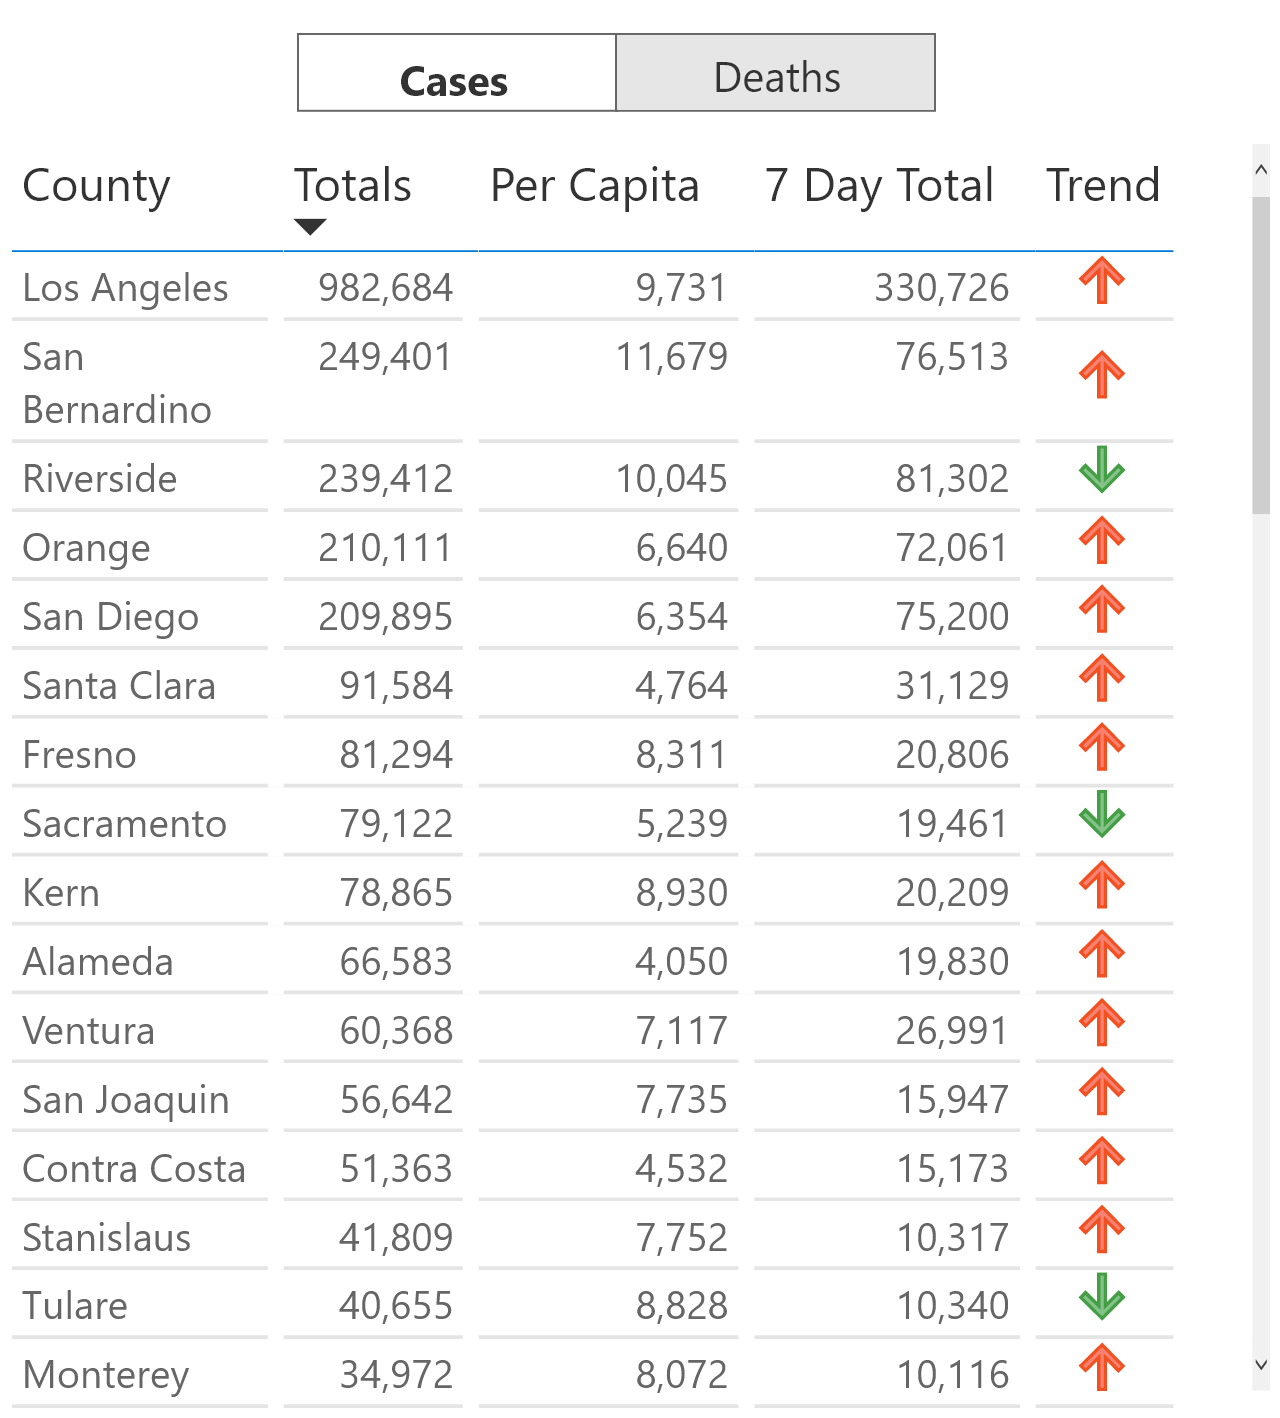 Cases Deaths
County Totals Per Capita 7 Day Total Trend
Los Angeles 982,684 9,731 330,726
San 249,401 11,679 76,513
Bernardino
Riverside 239,412 10,045 81,302
Orange 210,111 6,640 72,061
San Diego 209,895 6,354 75,200
Santa Clara 91,584 4,764 31,129
Fresno 81,294 8,311 20,806
Sacramento 79,122 5,239 19,461
Kern 78,865 8,930 20,209
Alameda 66,583 4,050 19,830
Ventura 60,368 7,117 26,991
San Joaquin 56,642 7,735 15,947
Contra Costa 51,363 4,532 15,173
Stanislaus 41,809 7,752 10,317
Tulare 40,655 8,828 10,340
Monterey 34,972 8,072 10,116